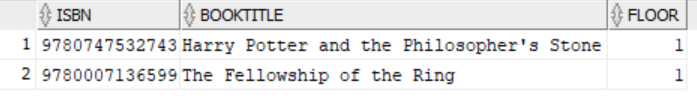 ISBN BOOKTITLE FLOOR
1 9780747532743 Harry Potter and the Philosopher's Stone 1
2 9780007136599 The Fellowship of the Ring 1